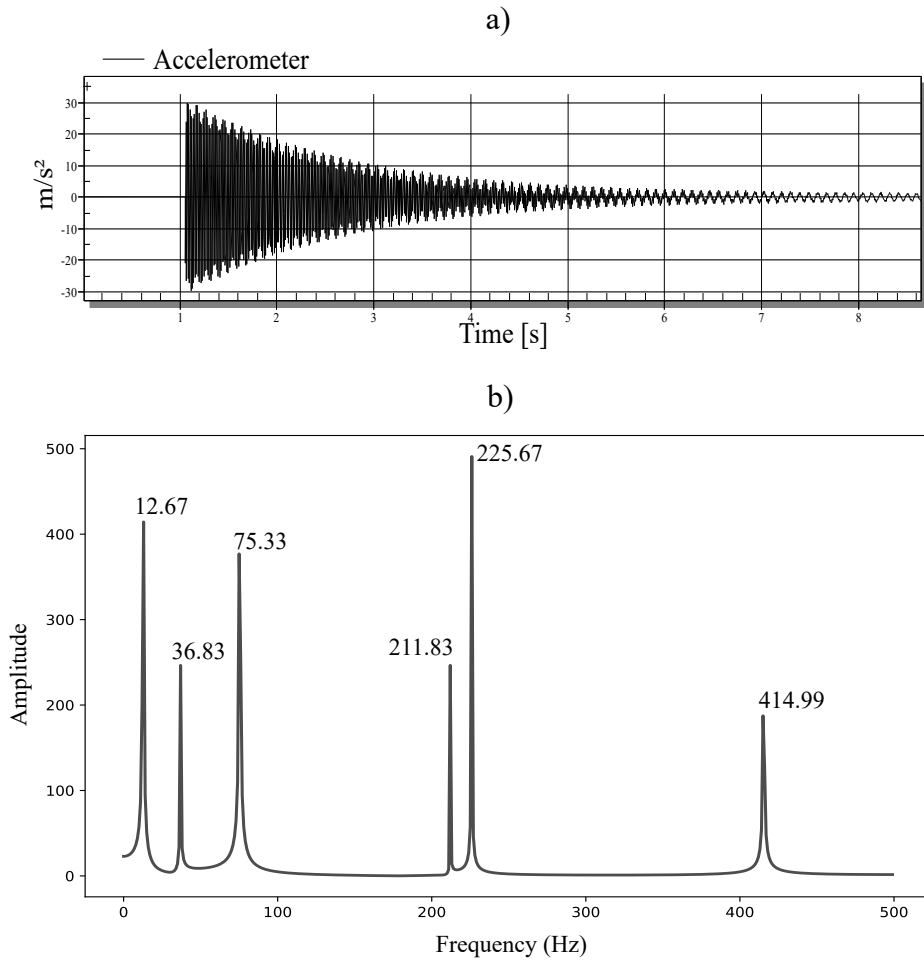 a)
Accelerometer
m/s²
30
20
10
0
-10
-20
-30
1 2 3 4 5 6 7 8
Time [s]
b)
Amplitude
500
400
300
200
100
0
12.67
36.83
75.33
211.83
225.67
414.99
0 100 200 300 400 500
Frequency (Hz)